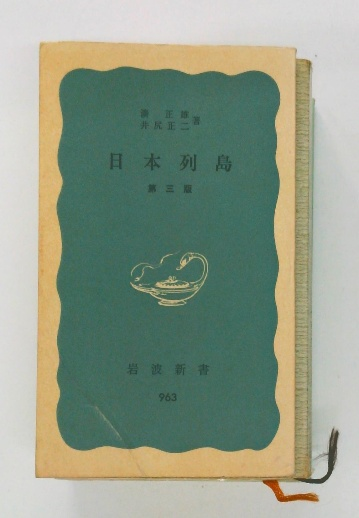 湊正雄
井尻正二 著
日本列島
第三版
岩波新書
963